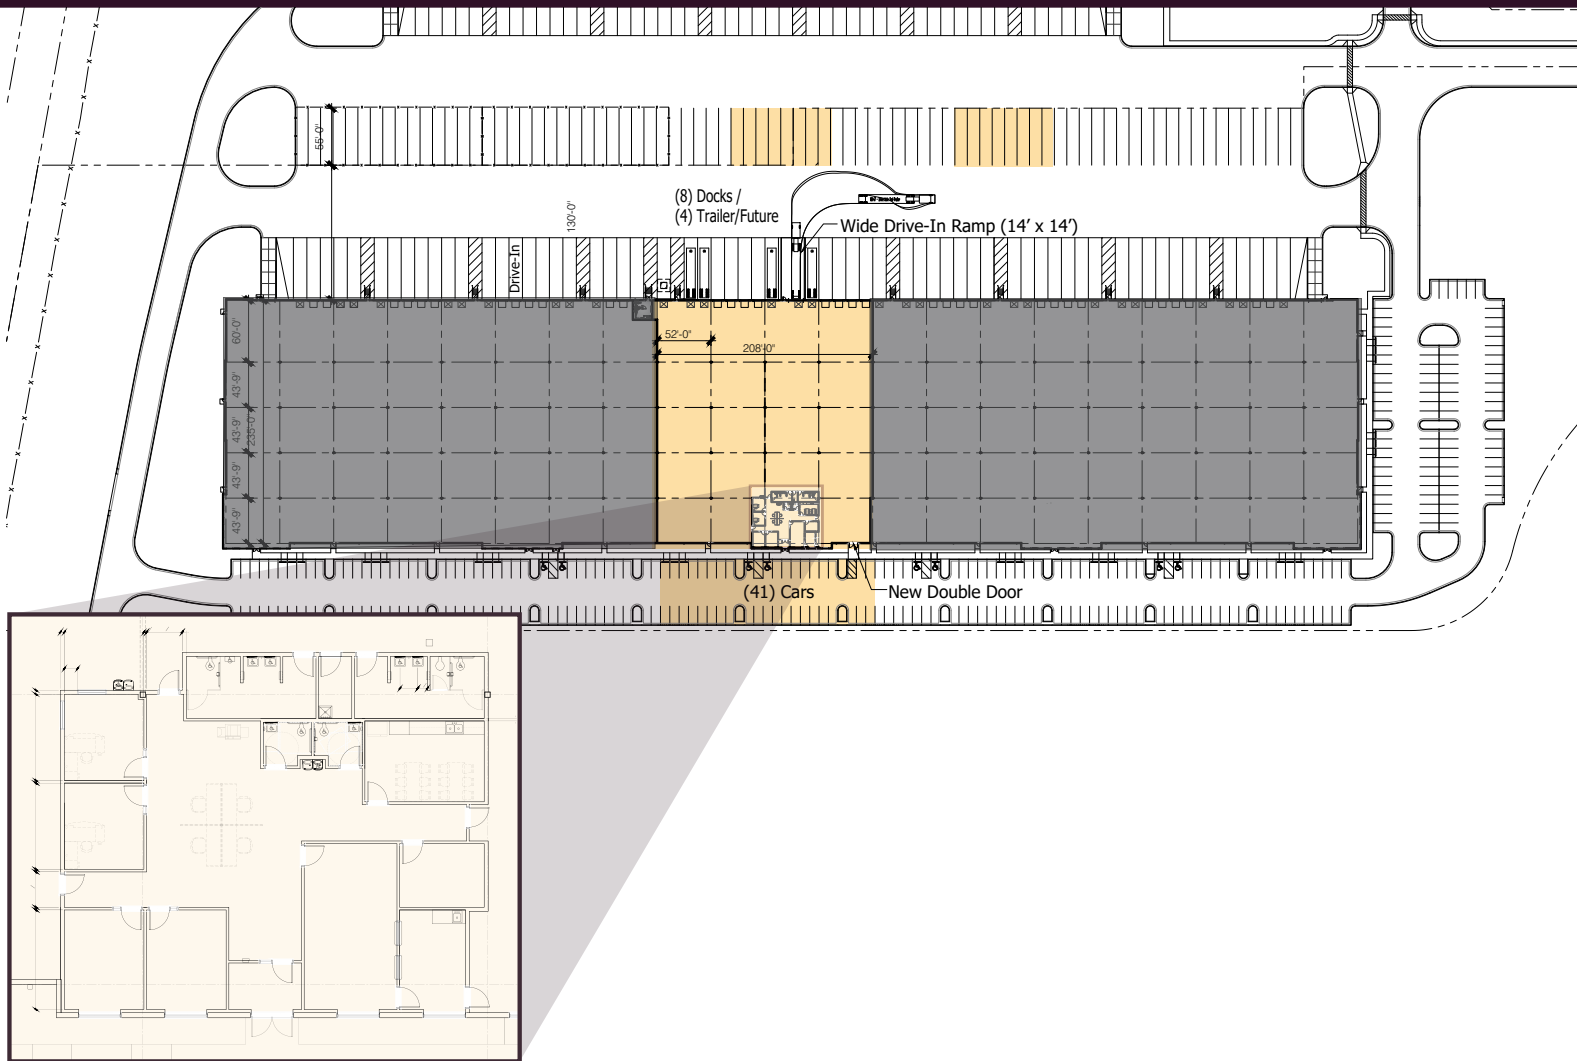 55'-0"
(8) Docks /
(4) Trailer/Future
130'-0"
Wide Drive-In Ramp (14' x 14')
Drive-In
60'-0"
52'-0"
208'-0"
43'-9"
43'-9"
235'-0"
43'-9"
43'-9"
(41) Cars
New Double Door